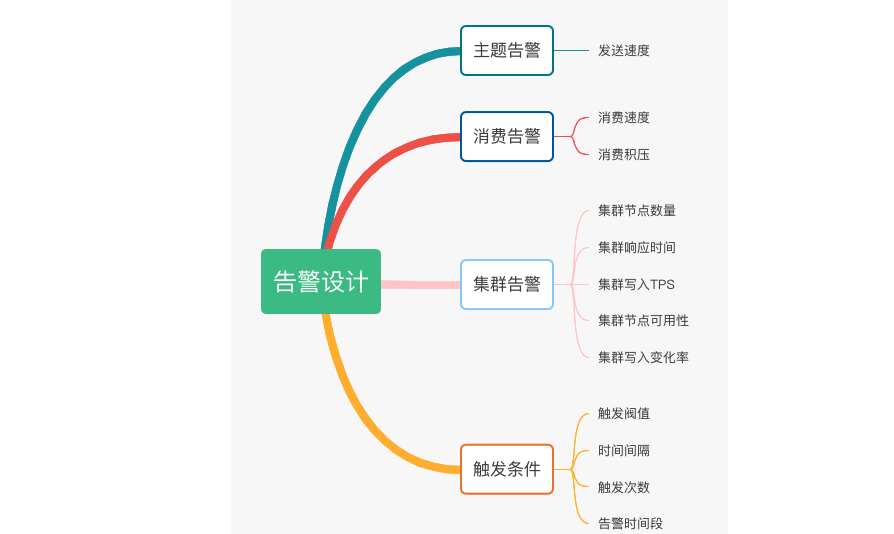 告警设计
主题告警
发送速度
消费告警
消费速度
消费积压
集群告警
集群节点数量
集群响应时间
集群写入TPS
集群节点可用性
集群写入变化率
触发条件
触发阀值
时间间隔
触发次数
告警时间段